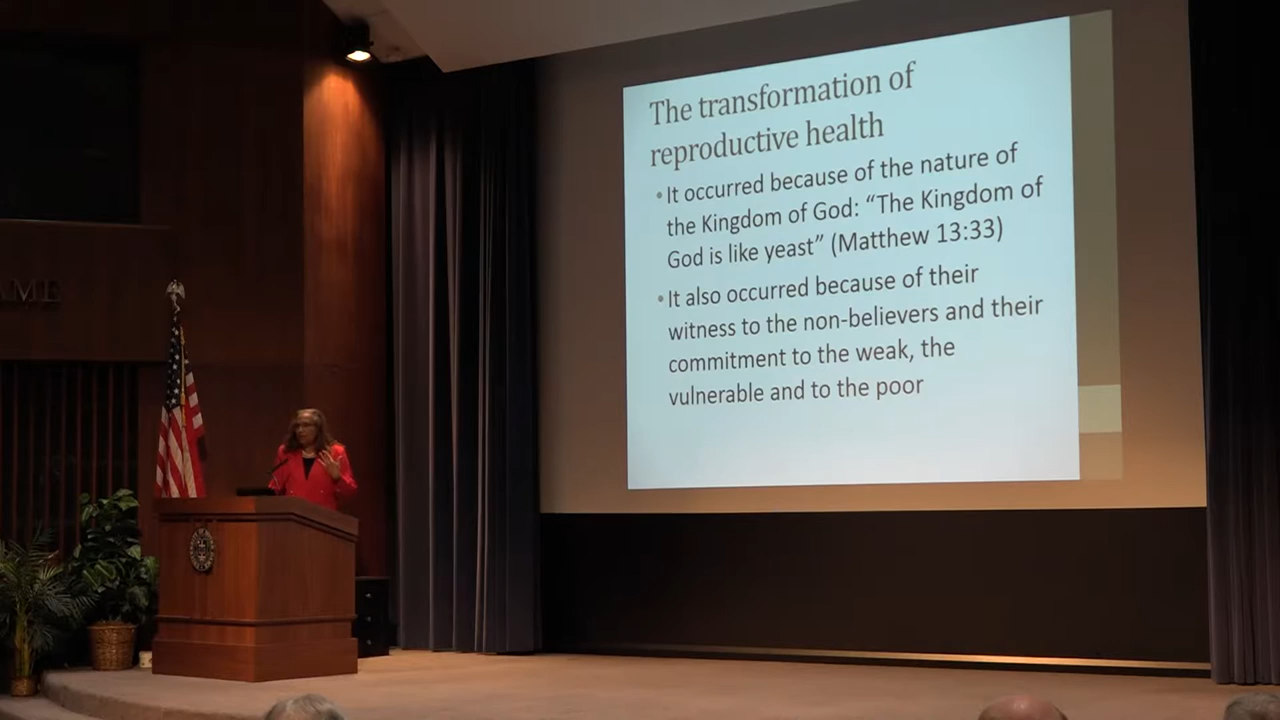 The transformation of
reproductive health
•It occurred because of the nature of
the Kingdom of God: “The Kingdom of
God is like yeast” (Matthew 13:33)
•It also occurred because of their
witness to the non-believers and their
commitment to the weak, the
vulnerable and to the poor
AME